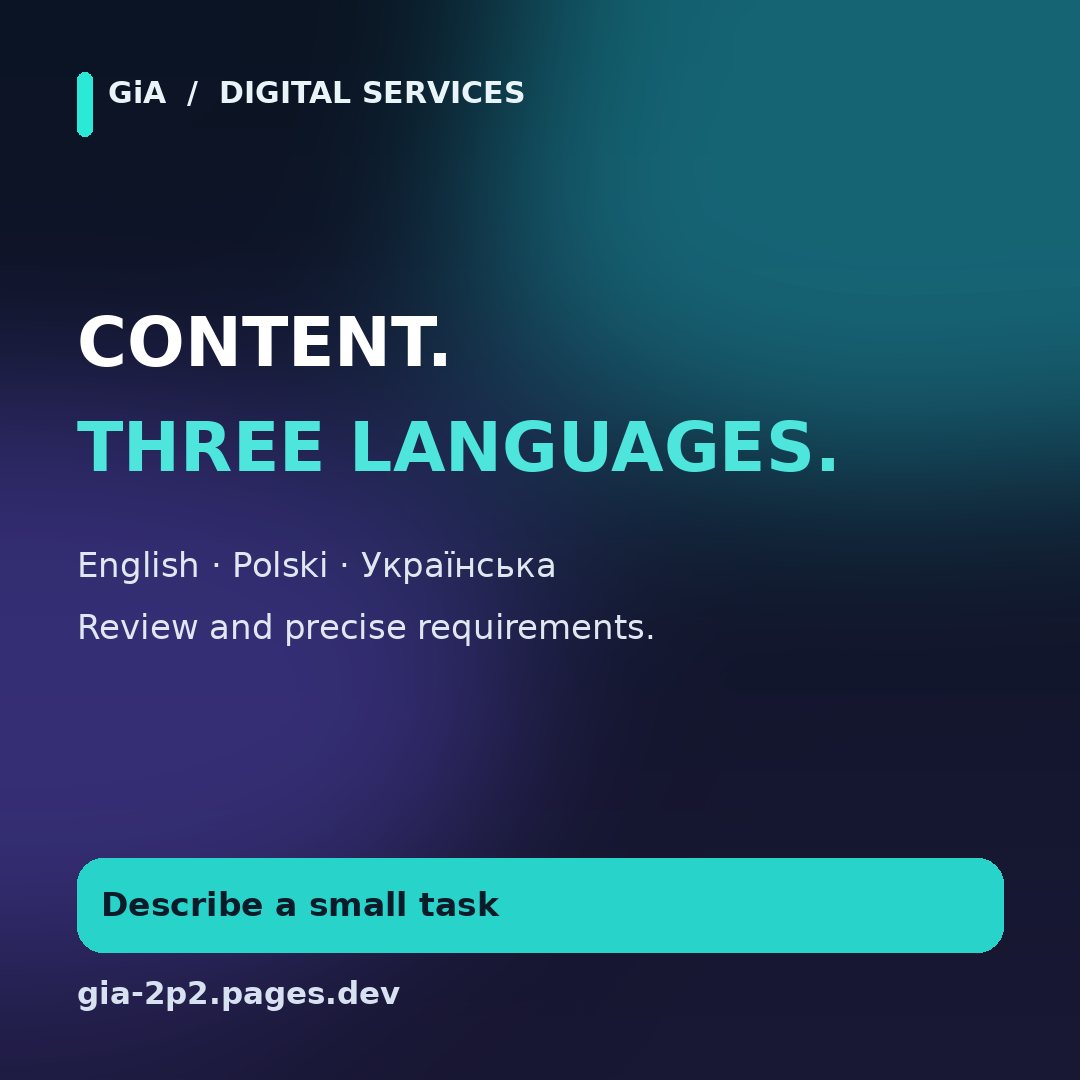 GiA / DIGITAL SERVICES
CONTENT.
THREE LANGUAGES.
English · Polski · Українська
Review and precise requirements.
Describe a small task
gia-2p2.pages.dev